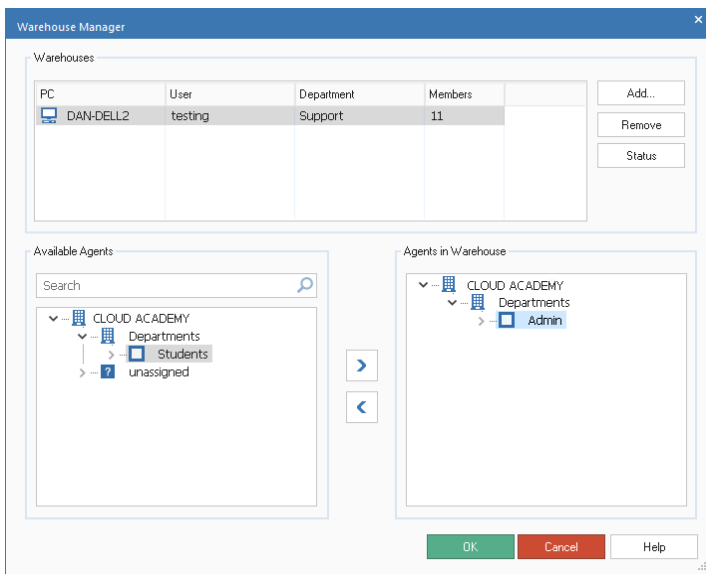 Warehouse Manager
Warehouses
PC User Department Members
DAN-DELL2 testing Support 11
Add...
Remove
Status
Available Agents
Search
CLOUD ACADEMY
Departments
Students
? unassigned
Agents in Warehouse
CLOUD ACADEMY
Departments
Admin
OK Cancel Help